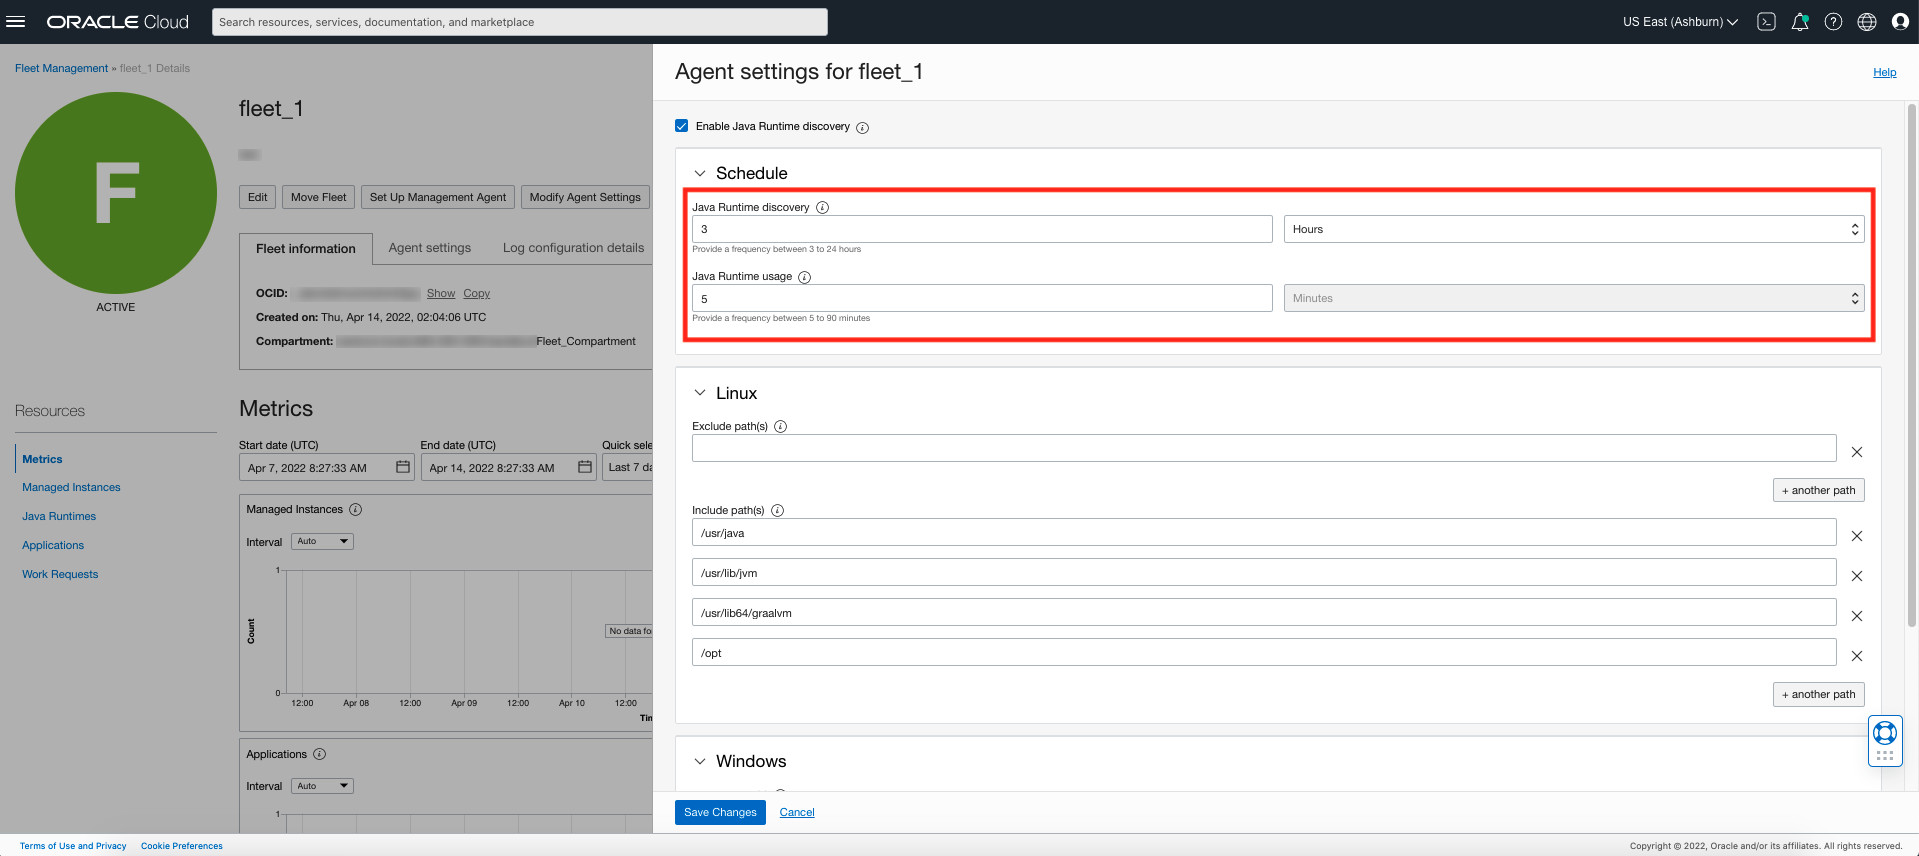 ORACLE Cloud
Search resources, services, documentation, and marketplace
US East (Ashburn)
Fleet Management » fleet_1 Details
F
ACTIVE
fleet_1
Edit
Move Fleet
Set Up Management Agent
Modify Agent Settings
Fleet information
Agent settings
Log configuration details
OCID:
Show
Copy
Created on: Thu, Apr 14, 2022, 02:04:06 UTC
Compartment:
Fleet_Compartment
Resources
Metrics
Managed Instances
Java Runtimes
Applications
Work Requests
Metrics
Start date (UTC)
End date (UTC)
Quick sele
Apr 7, 2022 8:27:33 AM
Apr 14, 2022 8:27:33 AM
Last 7 da
Managed Instances
Interval
Auto
1
Count
No data fo
0
12:00
Apr 08
12:00
Apr 09
12:00
Apr 10
12:00
Tim
Applications
Interval
Auto
1
Agent settings for fleet_1
Help
Enable Java Runtime discovery
Schedule
Java Runtime discovery
3
Hours
Provide a frequency between 3 to 24 hours
Java Runtime usage
5
Minutes
Provide a frequency between 5 to 90 minutes
Linux
Exclude path(s)
+ another path
Include path(s)
/usr/java
/usr/lib/jvm
/usr/lib64/graalvm
/opt
+ another path
Windows
Save Changes
Cancel
Terms of Use and Privacy
Cookie Preferences
Copyright © 2022, Oracle and/or its affiliates. All rights reserved.